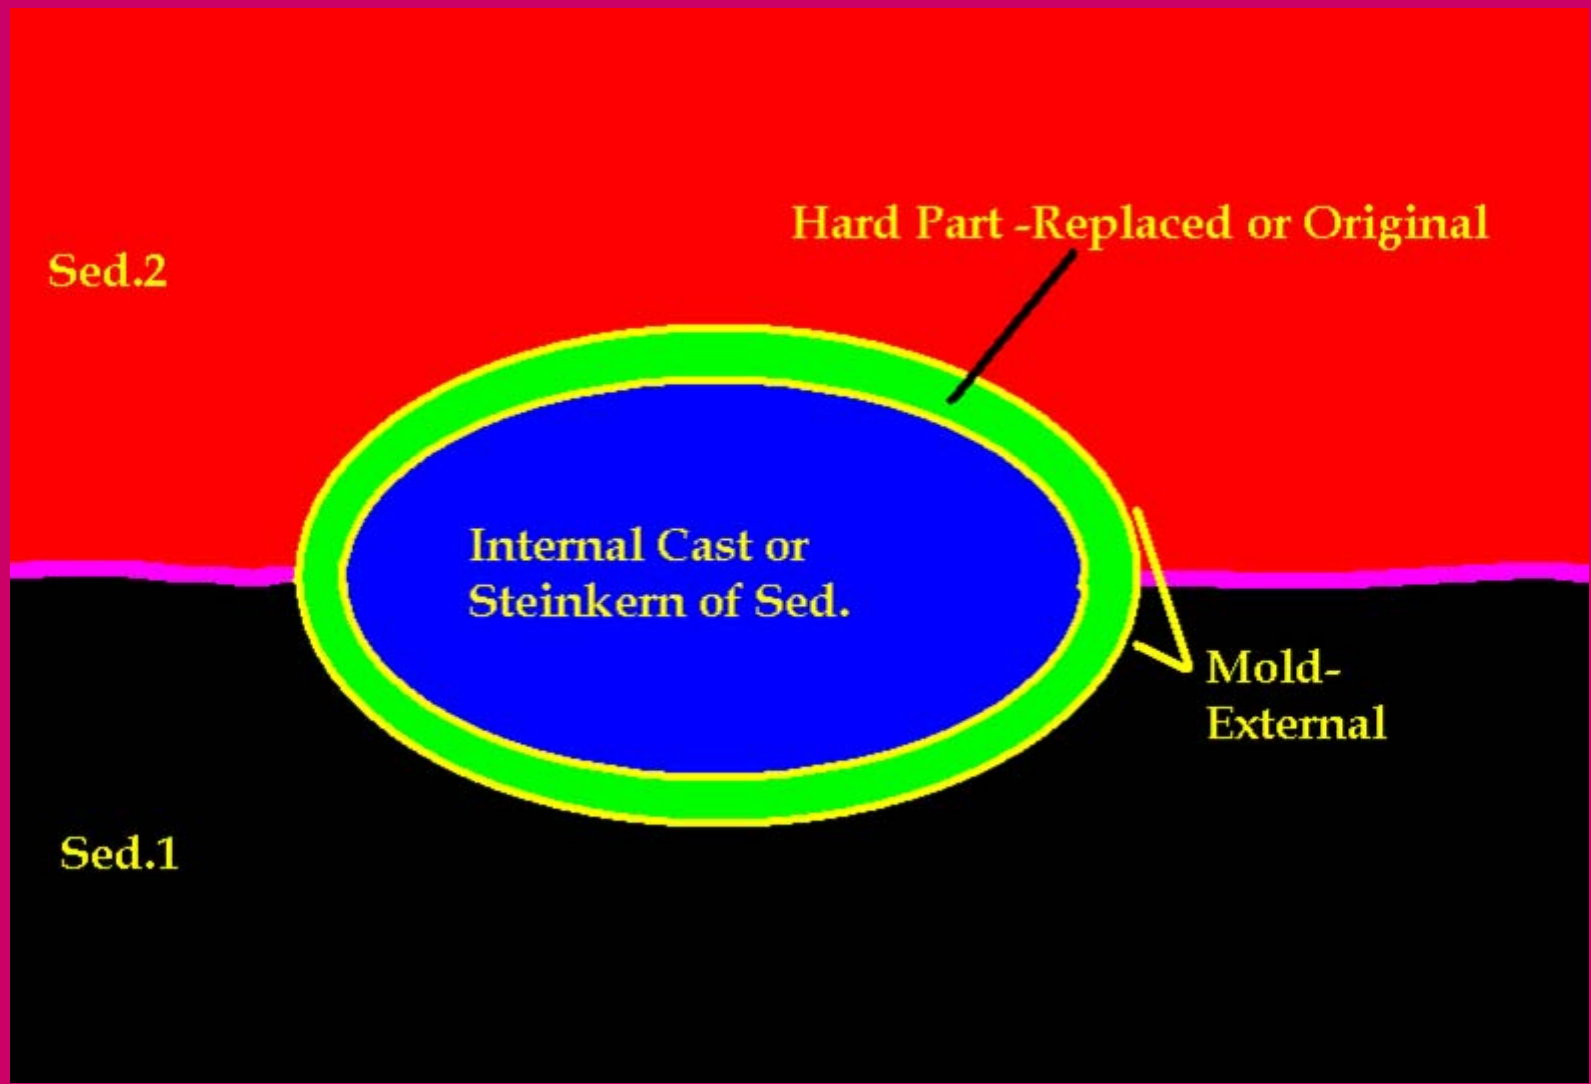 Hard Part -Replaced or Original
Sed.2
Internal Cast or
Steinkern of Sed.
Mold-
External
Sed.1